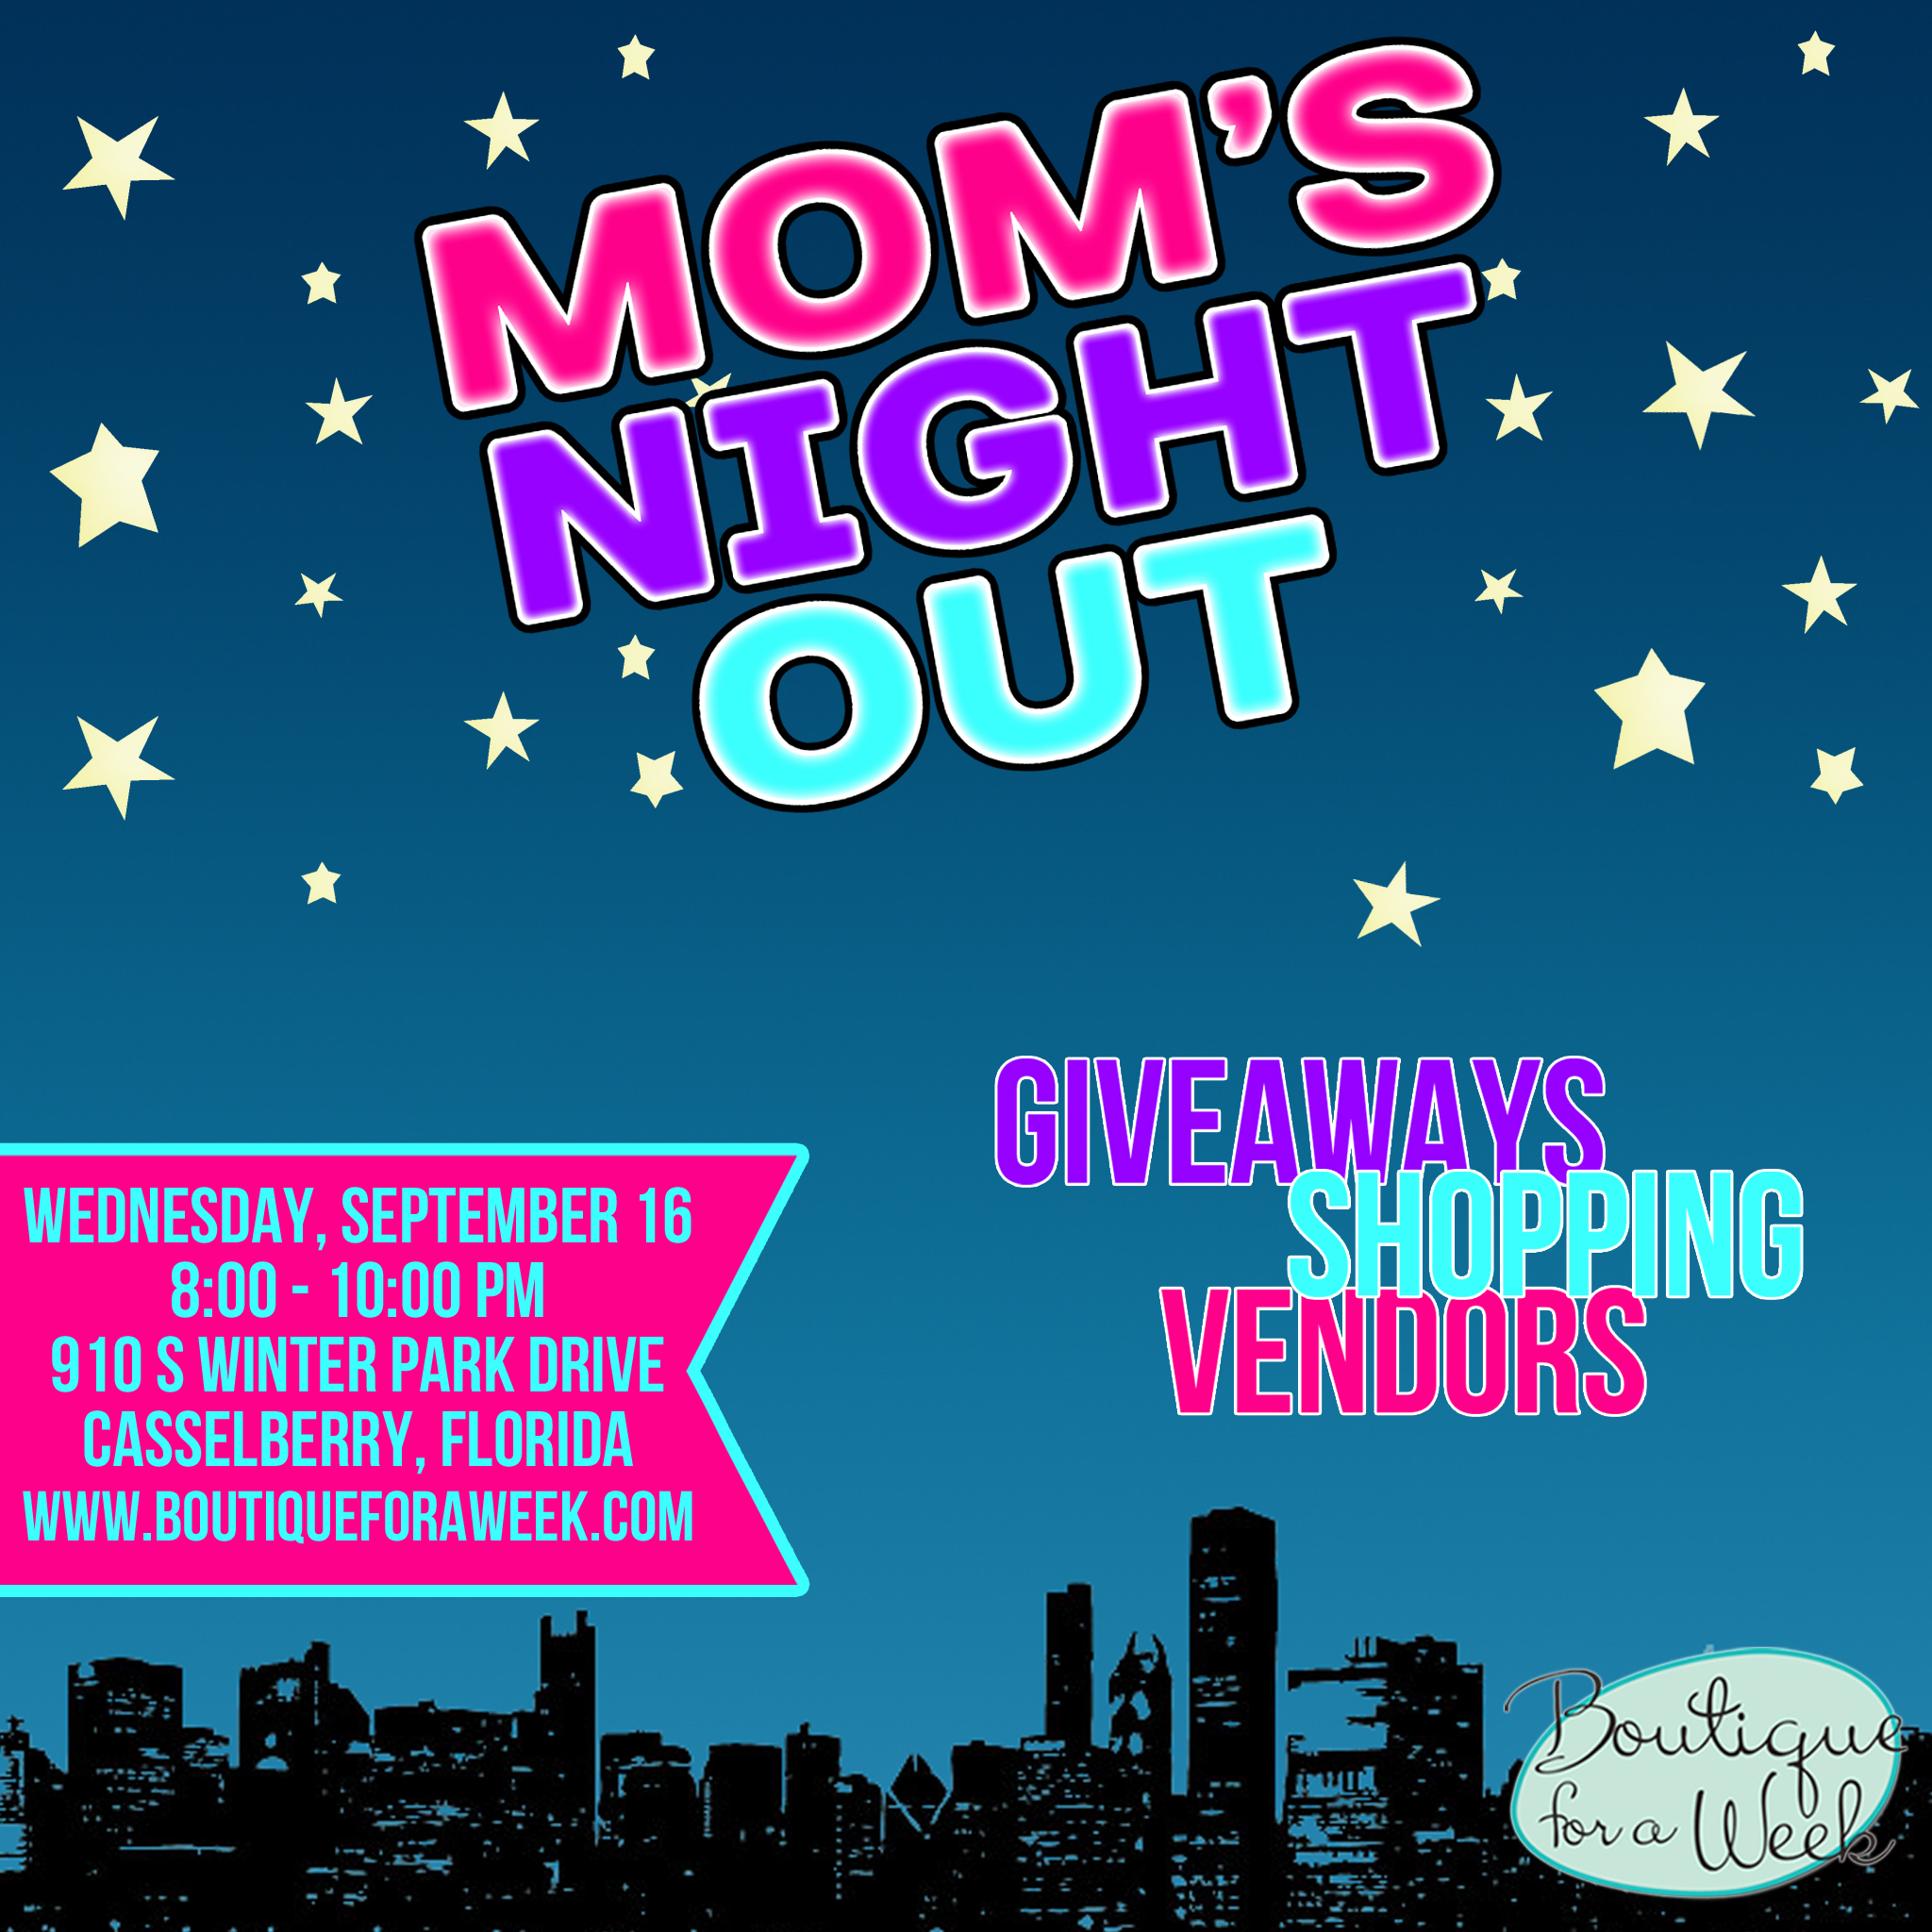 MOM'S
NIGHT
OUT
GIVEAWAYS
SHOPPING
VENDORS
WEDNESDAY, SEPTEMBER 16
8:00 - 10:00 PM
910 S WINTER PARK DRIVE
CASSELBERRY, FLORIDA
WWW.BOUTIQUEFORAWEEK.COM
Boutique
for a Week